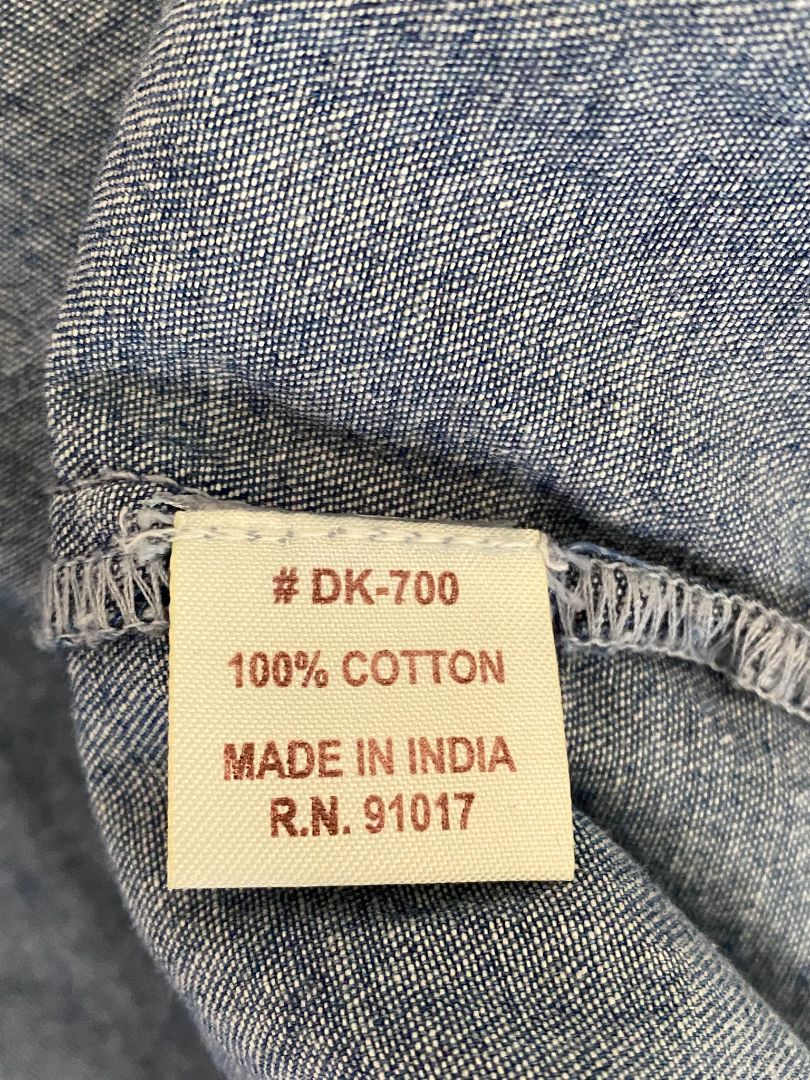 # DK-700
100% COTTON
MADE IN INDIA
R.N. 91017